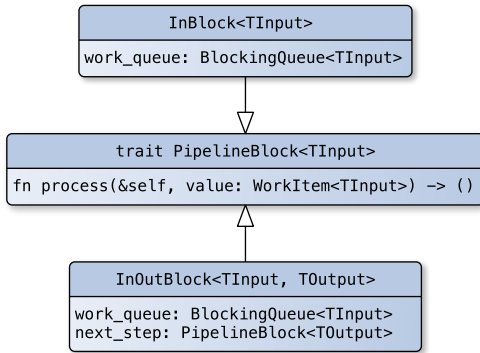 InBlock<TInput>
work_queue: BlockingQueue<TInput>
trait PipelineBlock<TInput>
fn process(&self, value: WorkItem<TInput>) -> ()
InOutBlock<TInput, TOutput>
work_queue: BlockingQueue<TInput>
next_step: PipelineBlock<TOutput>